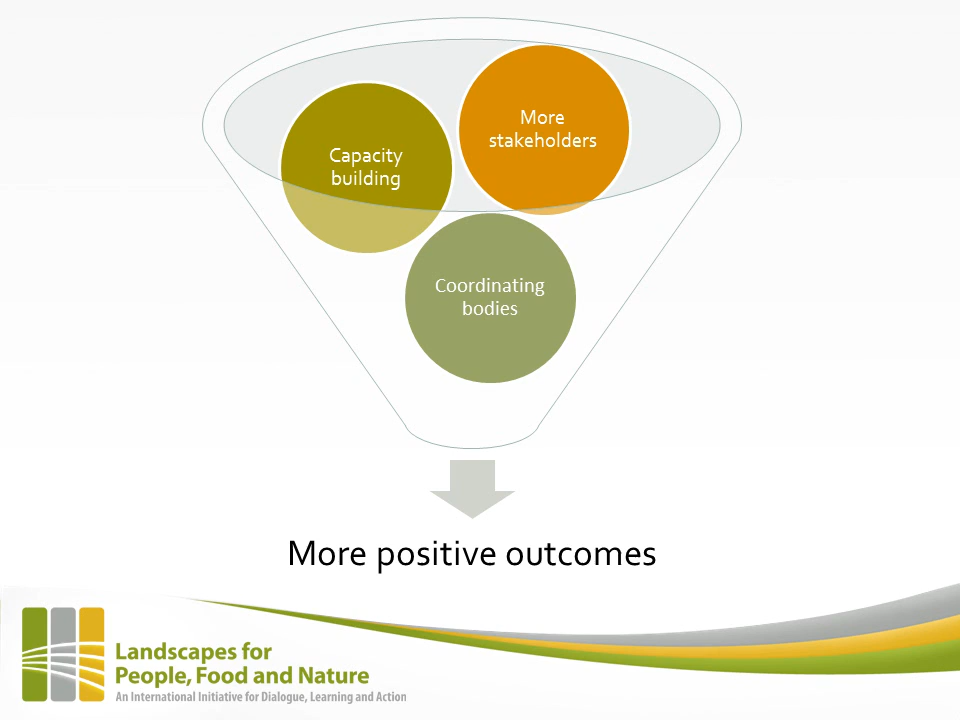 More
stakeholders
Capacity
building
Coordinating
bodies
More positive outcomes
Landscapes for
People, Food and Nature
An International Initiative for Dialogue, Learning and Action